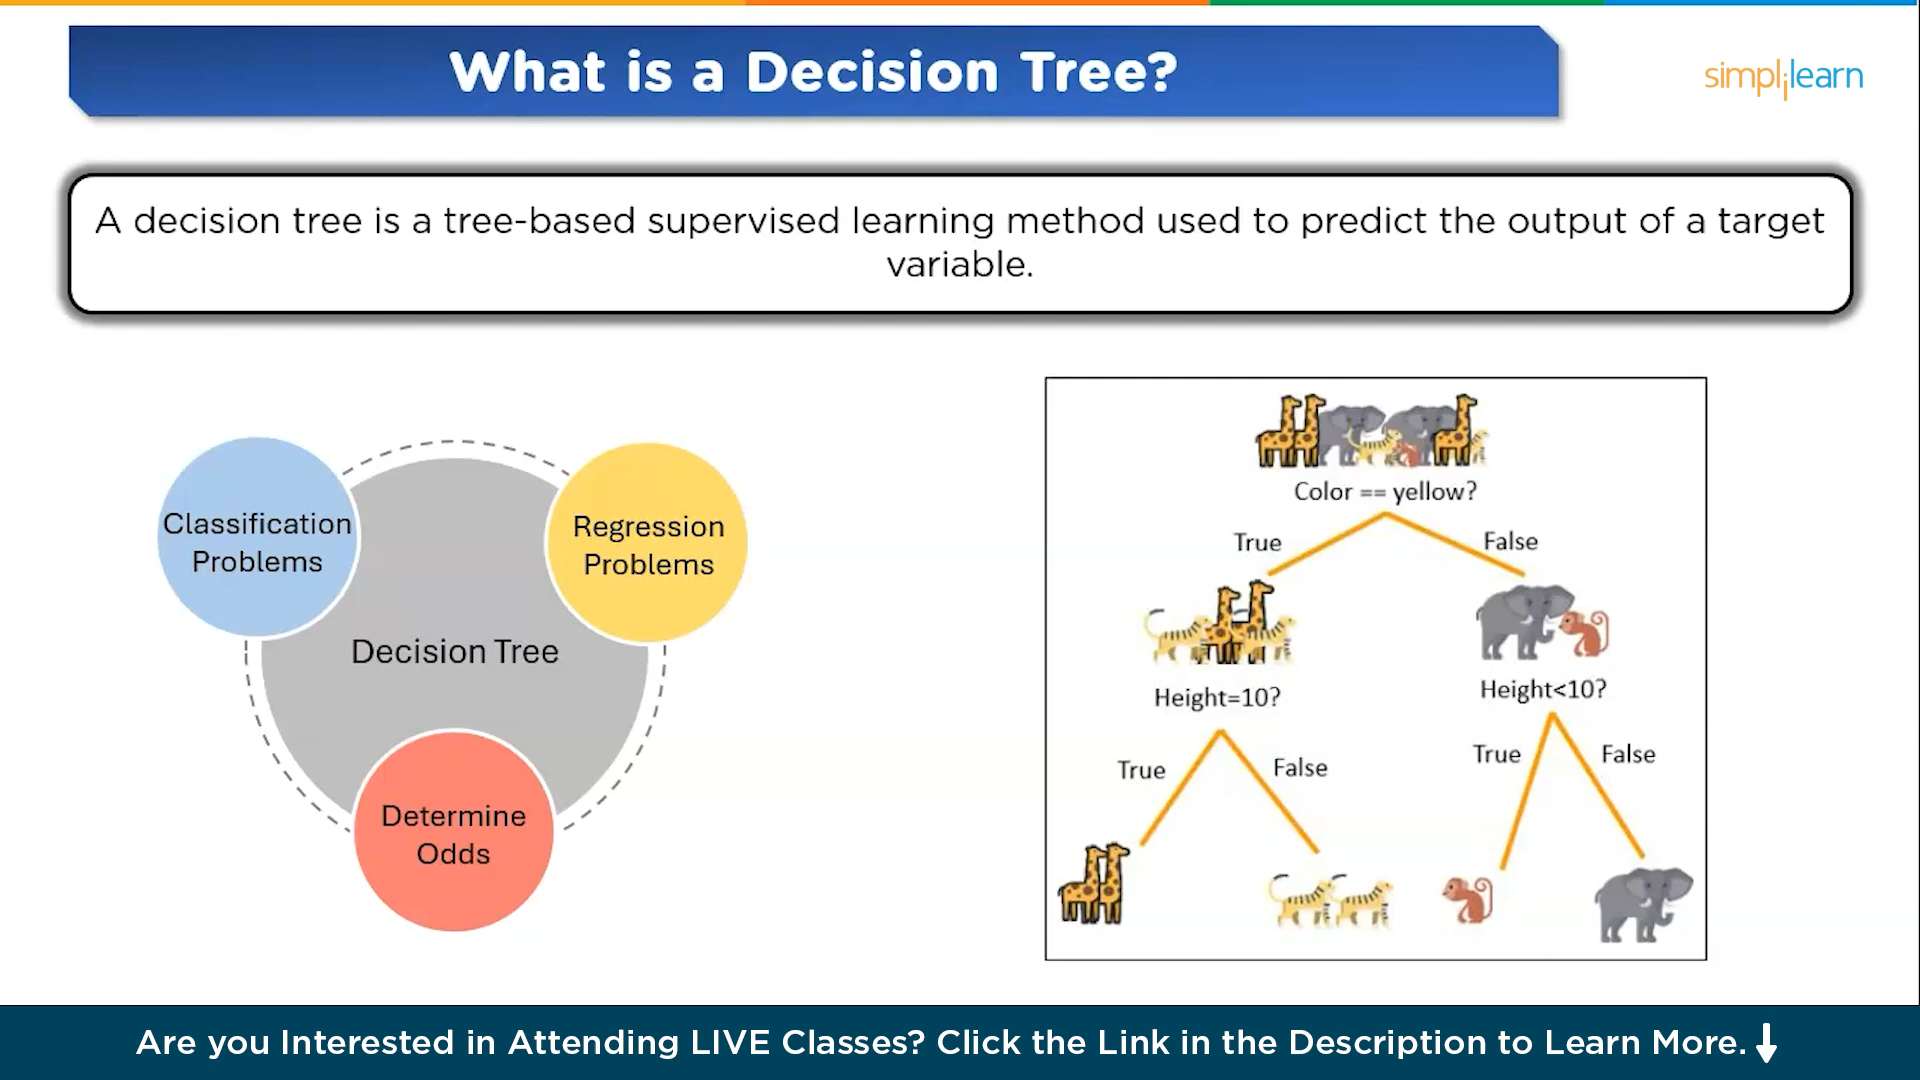 What is a Decision Tree?
simplilearn
A decision tree is a tree-based supervised learning method used to predict the output of a target
variable.
Classification
Problems
Regression
Problems
Decision Tree
Determine
Odds
Color == yellow?
True
False
Height=10?
Height<10?
True
False
True
False
Are you Interested in Attending LIVE Classes? Click the Link in the Description to Learn More.